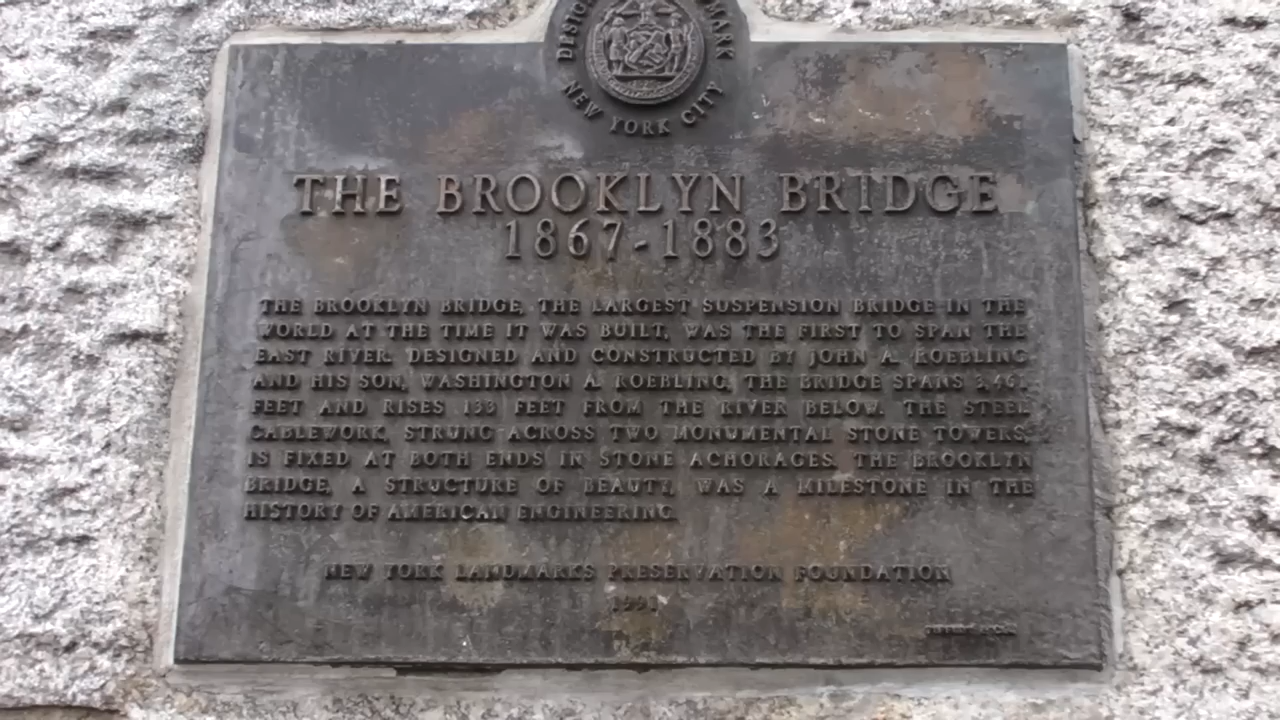 NEW YORK CITY
THE BROOKLYN BRIDGE
1867-1883
THE BROOKLYN BRIDGE, THE LARGEST SUSPENSION BRIDGE IN THE
WORLD AT THE TIME IT WAS BUILT, WAS THE FIRST TO SPAN THE
EAST RIVER. DESIGNED AND CONSTRUCTED BY JOHN A. ROEBLING
AND HIS SON, WASHINGTON A. ROEBLING, THE BRIDGE SPANS
FEET AND RISES 133 FEET FROM THE RIVER BELOW. THE STEEL
CABLEWORK, STRUNG ACROSS TWO MONUMENTAL STONE TOWERS,
IS FIXED AT BOTH ENDS IN STONE ACHORAGES. THE BROOKLYN
BRIDGE, A STRUCTURE OF BEAUTY, WAS A MILESTONE IN THE
HISTORY OF AMERICAN ENGINEERING.
NEW YORK LANDMARKS PRESERVATION FOUNDATION
1991